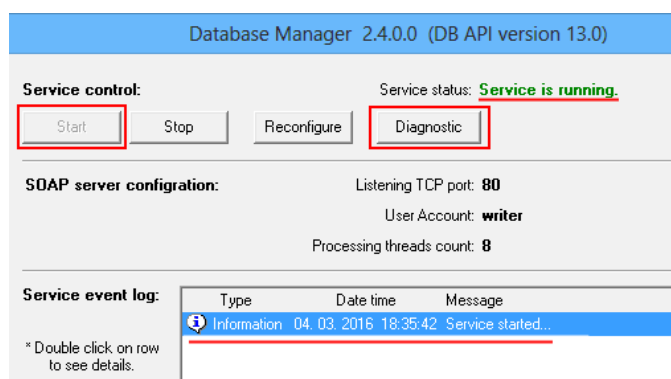 Database Manager 2.4.0.0 (DB API version 13.0)
Service control: Service status: Service is running.
Start Stop Reconfigure Diagnostic
SOAP server configration: Listening TCP port: 80
User Account: writer
Processing threads count: 8
Service event log: Type Date time Message
Information 04. 03. 2016 18:35:42 Service started...
* Double click on row
to see details.